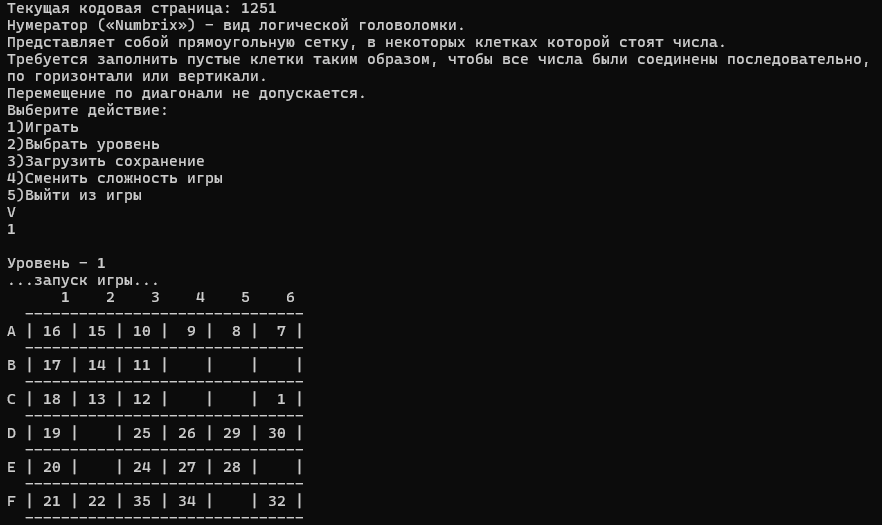 Текущая кодовая страница: 1251
Нумератор («Numbrix») – вид логической головоломки.
Представляет собой прямоугольную сетку, в некоторых клетках которой стоят числа.
Требуется заполнить пустые клетки таким образом, чтобы все числа были соединены последовательно,
по горизонтали или вертикали.
Перемещение по диагонали не допускается.
Выберите действие:
1)Играть
2)Выбрать уровень
3)Загрузить сохранение
4)Сменить сложность игры
5)Выйти из игры
V
1
Уровень – 1
...запуск игры...
1 2 3 4 5 6
-------------------------------
A | 16 | 15 | 10 | 9 | 8 | 7 |
-------------------------------
B | 17 | 14 | 11 | | | |
-------------------------------
C | 18 | 13 | 12 | | | 1 |
-------------------------------
D | 19 | | 25 | 26 | 29 | 30 |
-------------------------------
E | 20 | | 24 | 27 | 28 | |
-------------------------------
F | 21 | 22 | 35 | 34 | | 32 |
-------------------------------